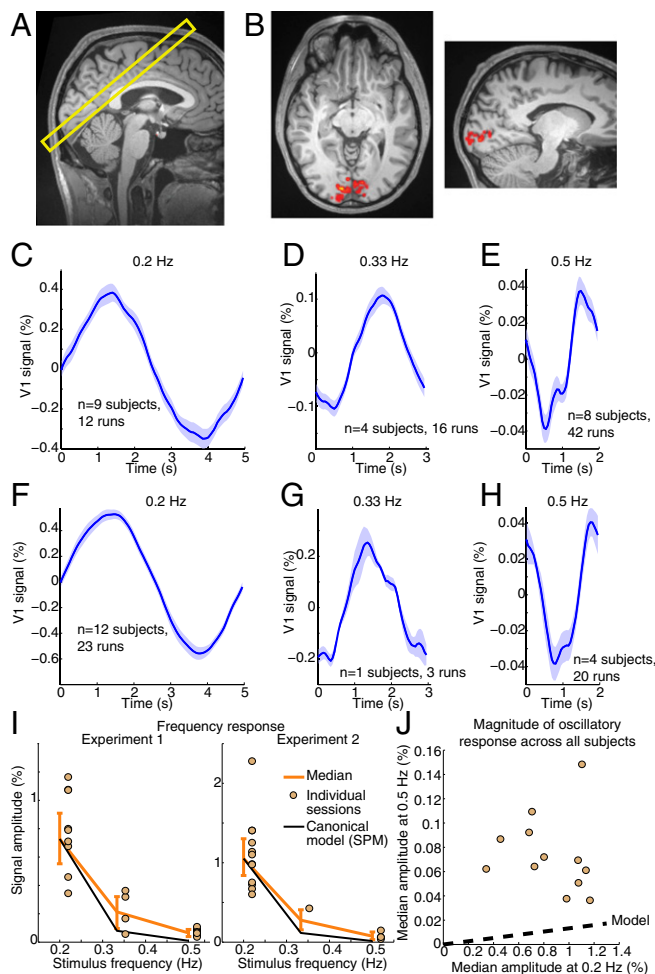 A
B
C
0.2 Hz
V1 signal (%)
0.4
0.2
0
−0.2
−0.4
n=9 subjects,
12 runs
0 1 2 3 4 5
Time (s)
D
0.33 Hz
V1 signal (%)
0.1
0
−0.1
n=4 subjects, 16 runs
0 1 2 3
Time (s)
E
0.5 Hz
V1 signal (%)
0.04
0.02
0
−0.02
−0.04
n=8 subjects,
42 runs
0 1 2
Time (s)
F
0.2 Hz
V1 signal (%)
0.4
0.2
0
−0.2
−0.4
−0.6
n=12 subjects,
23 runs
0 1 2 3 4 5
Time (s)
G
0.33 Hz
V1 signal (%)
0.2
0
−0.2
n=1 subjects, 3 runs
0 1 2 3
Time (s)
H
0.5 Hz
V1 signal (%)
0.04
0.02
0
−0.02
−0.04
n=4 subjects,
20 runs
0 1 2
Time (s)
I
Frequency response
Experiment 1
Experiment 2
Signal amplitude (%)
1
0
0.2 0.3 0.4 0.5
Stimulus frequency (Hz)
2
1
0
0.2 0.3 0.4 0.5
Stimulus frequency (Hz)
Median
Individual
sessions
Canonical
model (SPM)
J
Magnitude of oscillatory
response across all subjects
Median amplitude at 0.5 Hz (%)
0.16
0.14
0.12
0.1
0.08
0.06
0.04
0.02
0
Model
0 0.2 0.4 0.6 0.8 1 1.2 1.4
Median amplitude at 0.2 Hz (%)